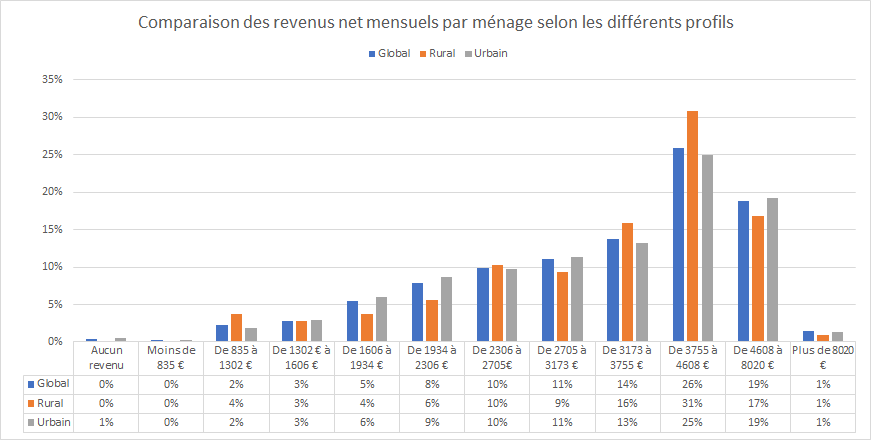 Comparaison des revenus net mensuels par ménage selon les différents profils
Global Rural Urbain
35%
30%
25%
20%
15%
10%
5%
0%
Aucun revenu Moins de 835 € De 835 à 1302 € De 1302 € à 1606 € De 1606 à 1934 € De 1934 à 2306 € De 2306 à 2705€ De 2705 à 3173 € De 3173 à 3755 € De 3755 à 4608 € De 4608 à 8020 € Plus de 8020 €
Global 0% 0% 2% 3% 5% 8% 10% 11% 14% 26% 19% 1%
Rural 0% 0% 4% 3% 4% 6% 10% 9% 16% 31% 17% 1%
Urbain 1% 0% 2% 3% 6% 9% 10% 11% 13% 25% 19% 1%